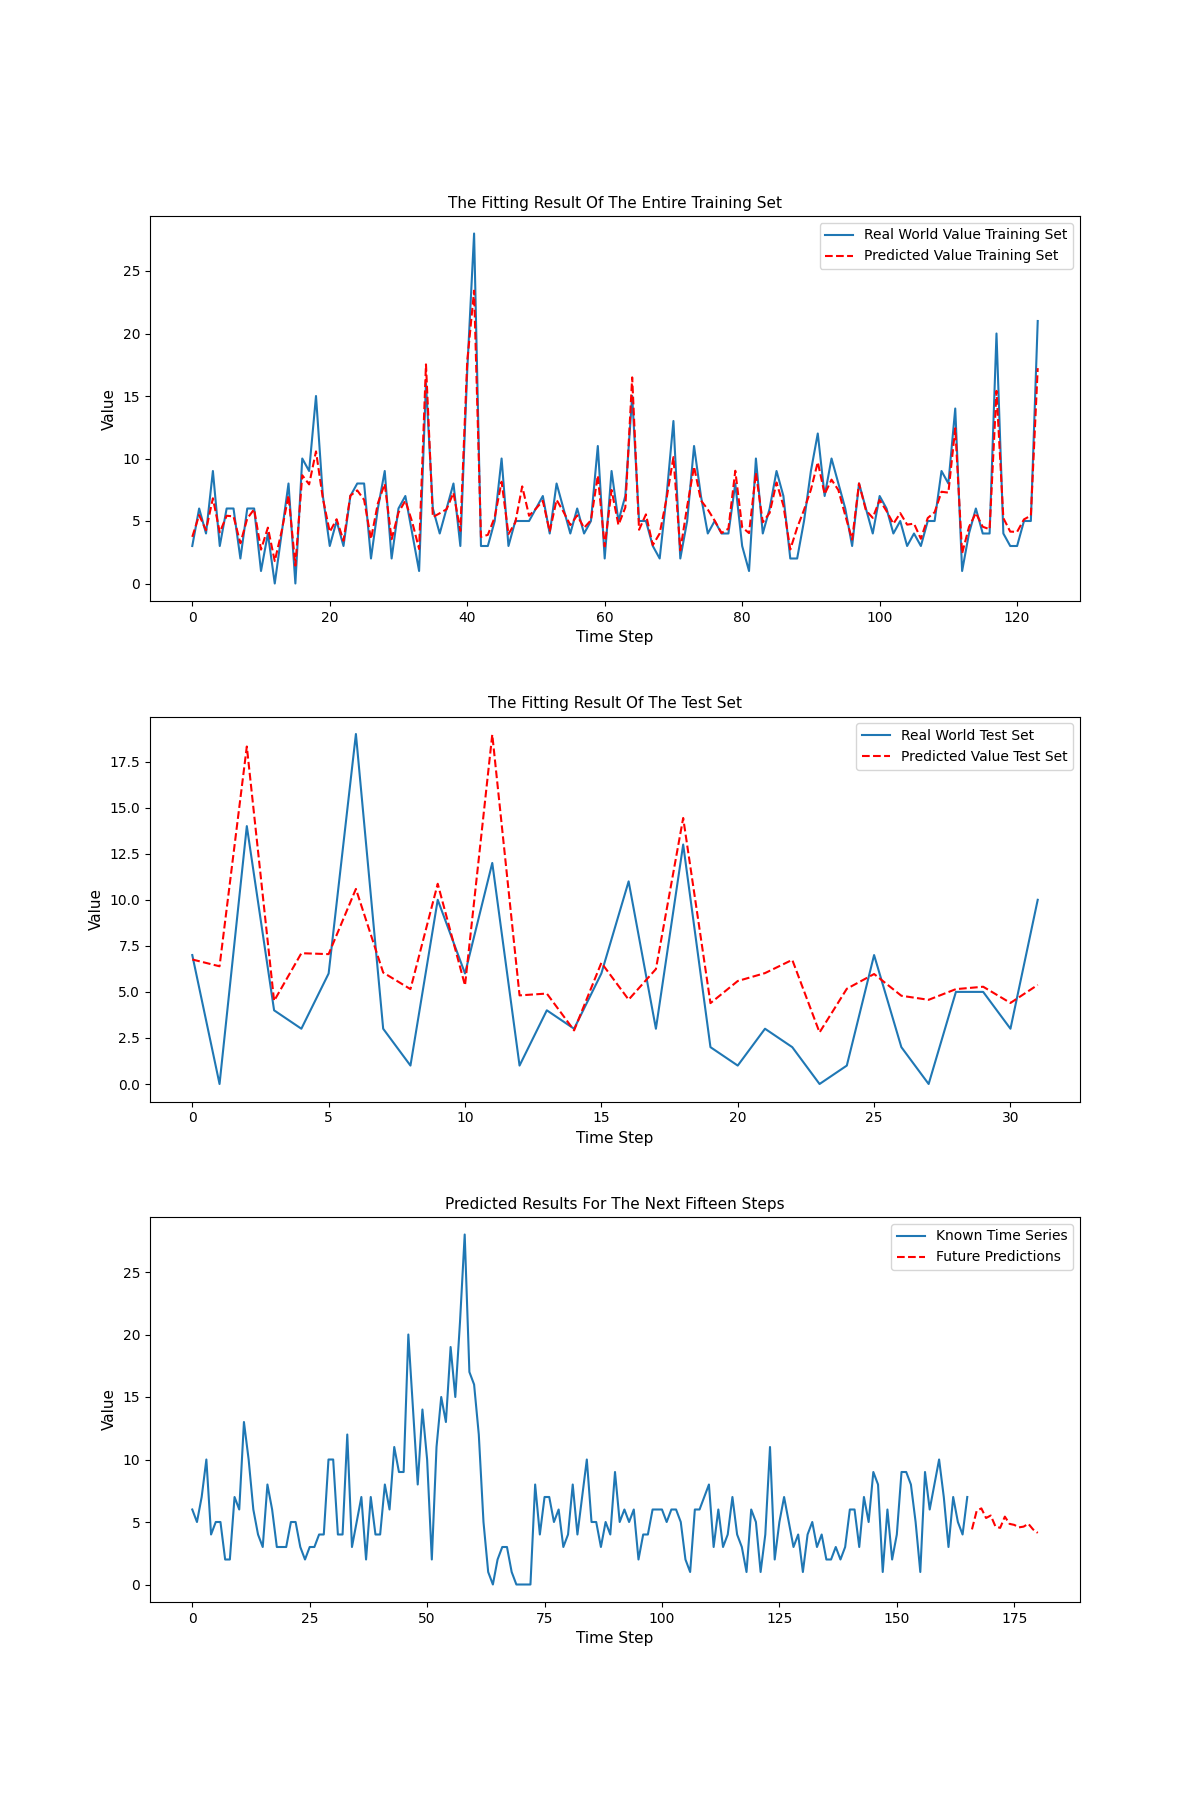 The Fitting Result Of The Entire Training Set
Real World Value Training Set
Predicted Value Training Set
Value
25
20
15
10
5
0
0 20 40 60 80 100 120
Time Step
The Fitting Result Of The Test Set
Real World Test Set
Predicted Value Test Set
Value
17.5
15.0
12.5
10.0
7.5
5.0
2.5
0.0
0 5 10 15 20 25 30
Time Step
Predicted Results For The Next Fifteen Steps
Known Time Series
Future Predictions
Value
25
20
15
10
5
0
0 25 50 75 100 125 150 175
Time Step